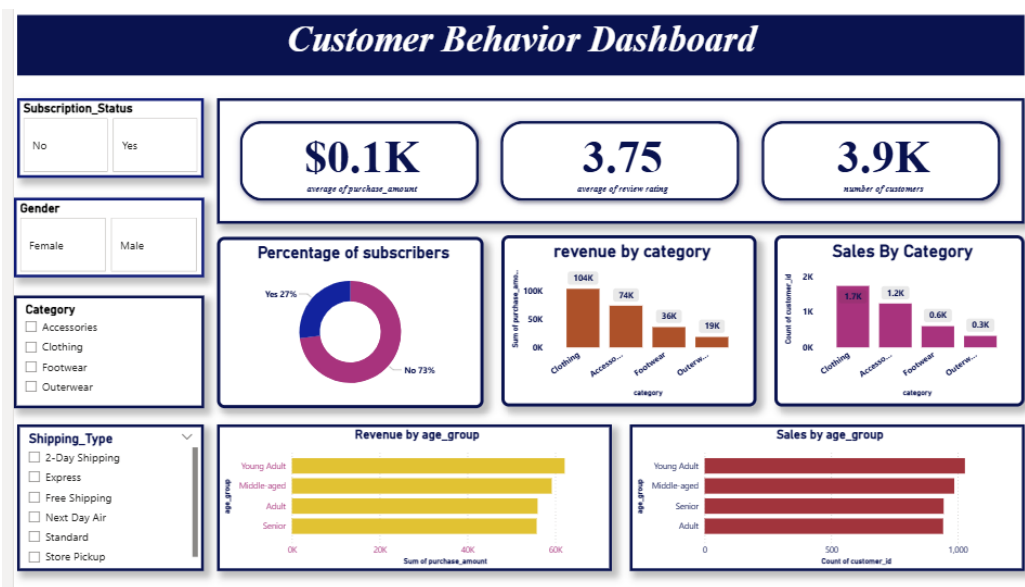 Customer Behavior Dashboard
Subscription_Status
No
Yes
Gender
Female
Male
Category
Accessories
Clothing
Footwear
Outerwear
Shipping_Type
2-Day Shipping
Express
Free Shipping
Next Day Air
Standard
Store Pickup
$0.1K
average of purchase_amount
3.75
average of review rating
3.9K
number of customers
Percentage of subscribers
Yes 27%
No 73%
revenue by category
Sum of purchase_amo...
100K
50K
0K
104K
74K
36K
19K
Clothing
Accesso...
Footwear
Outerw...
category
Sales By Category
Count of customer_id
2K
1K
0K
1.7K
1.2K
0.6K
0.3K
Clothing
Accesso...
Footwear
Outerw...
category
Revenue by age_group
age_group
Young Adult
Middle-aged
Adult
Senior
0K
20K
40K
60K
Sum of purchase_amount
Sales by age_group
age_group
Young Adult
Middle-aged
Senior
Adult
0
500
1,000
Count of customer_id